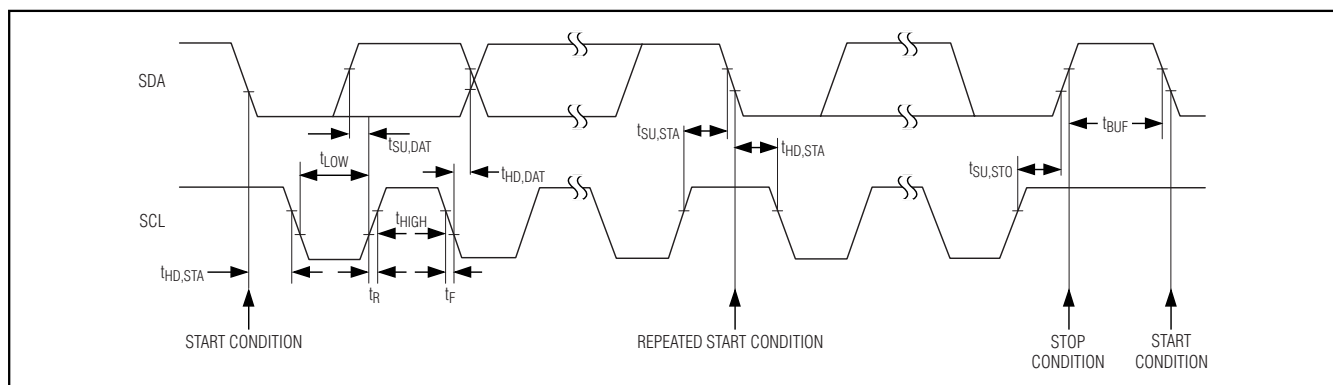 SDA
tSU,DAT
tLOW
tHD,DAT
tSU,STA
tHD,STA
tBUF
tSU,STO
SCL
tHIGH
tHD,STA
tR
tF
START CONDITION
REPEATED START CONDITION
STOP
CONDITION
START
CONDITION